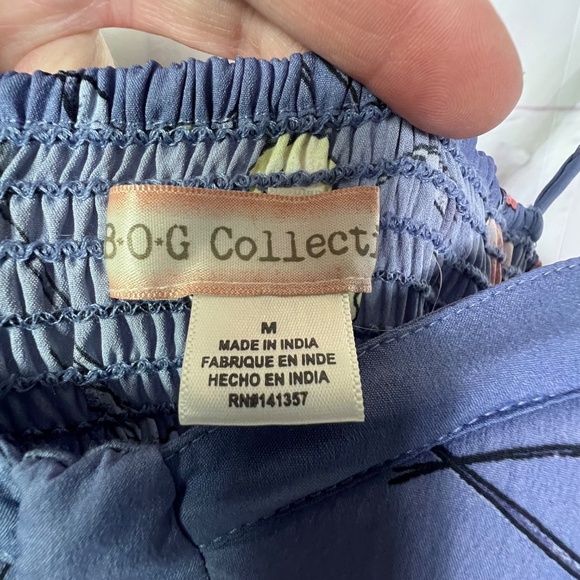 B*O*G Collecti
M
MADE IN INDIA
FABRIQUE EN INDE
HECHO EN INDIA
RN#141357